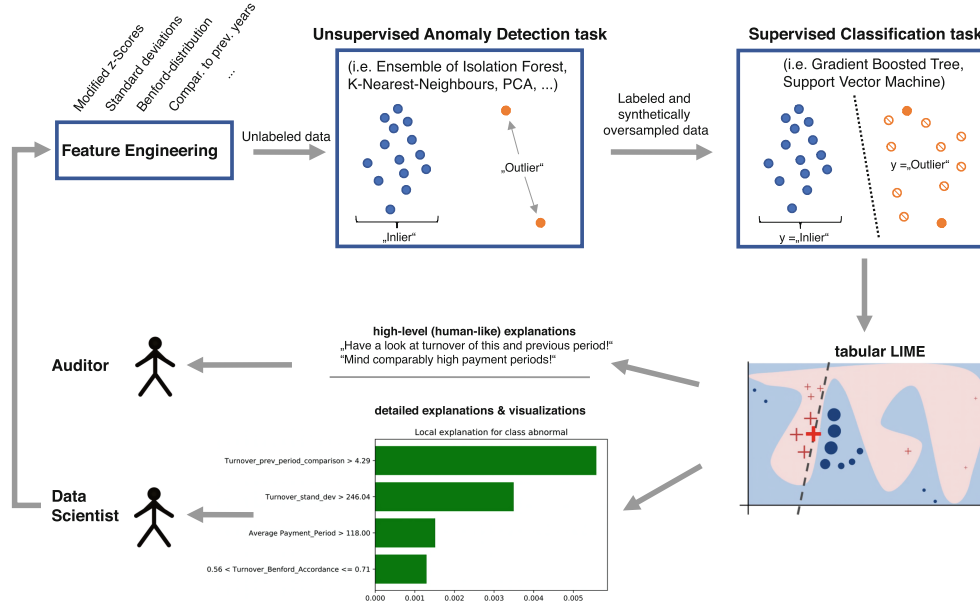 Modified z-Scores
Standard deviations
Benford-distribution
Compar. to prev. years
...
Feature Engineering
Unlabeled data
Unsupervised Anomaly Detection task
(i.e. Ensemble of Isolation Forest,
K-Nearest-Neighbours, PCA, ...)
„Outlier“
„Inlier“
Labeled and
synthetically
oversampled data
Supervised Classification task
(i.e. Gradient Boosted Tree,
Support Vector Machine)
y =„Outlier“
y =„Inlier“
tabular LIME
high-level (human-like) explanations
„Have a look at turnover of this and previous period!“
“Mind comparably high payment periods!“
Auditor
detailed explanations & visualizations
Local explanation for class abnormal
Turnover_prev_period_comparison > 4.29
Turnover_stand_dev > 246.04
Average Payment_Period > 118.00
0.56 < Turnover_Benford_Accordance <= 0.71
0.000 0.001 0.002 0.003 0.004 0.005
Data
Scientist